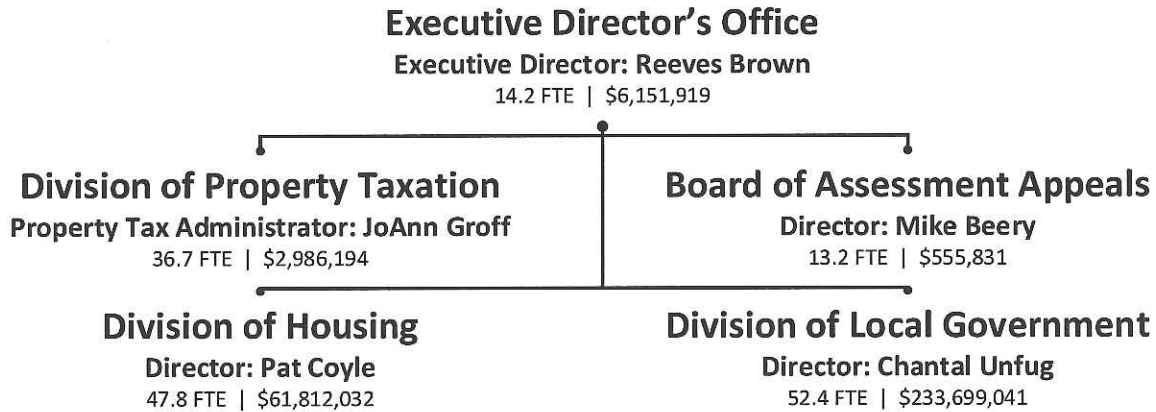 Executive Director's Office
Executive Director: Reeves Brown
14.2 FTE | $6,151,919
Division of Property Taxation
Property Tax Administrator: JoAnn Groff
36.7 FTE | $2,986,194
Board of Assessment Appeals
Director: Mike Beery
13.2 FTE | $555,831
Division of Housing
Director: Pat Coyle
47.8 FTE | $61,812,032
Division of Local Government
Director: Chantal Unfug
52.4 FTE | $233,699,041